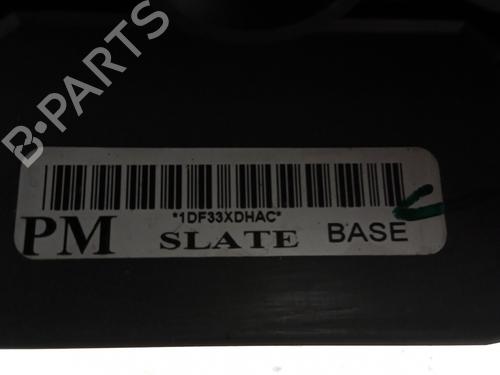 B-PARTS
*1DF33XDHAC*
PM SLATE BASE